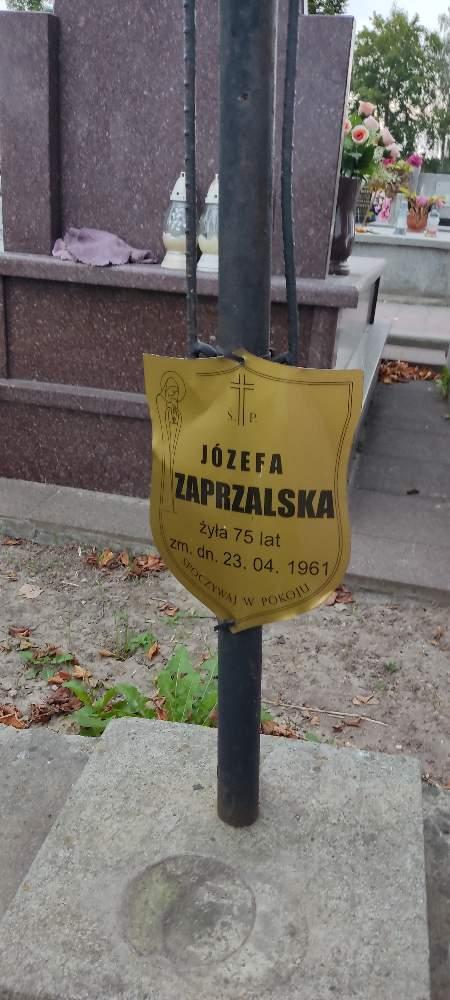 Ś. P.
JÓZEFA
ZAPRZALSKA
żyła 75 lat
zm. dn. 23. 04. 1961
SPOCZYWAJ W POKOJU